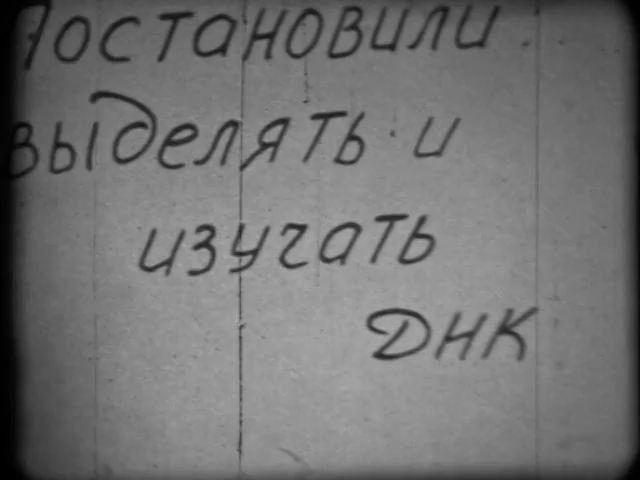 Постановили
выделять и
изучать
ДНК